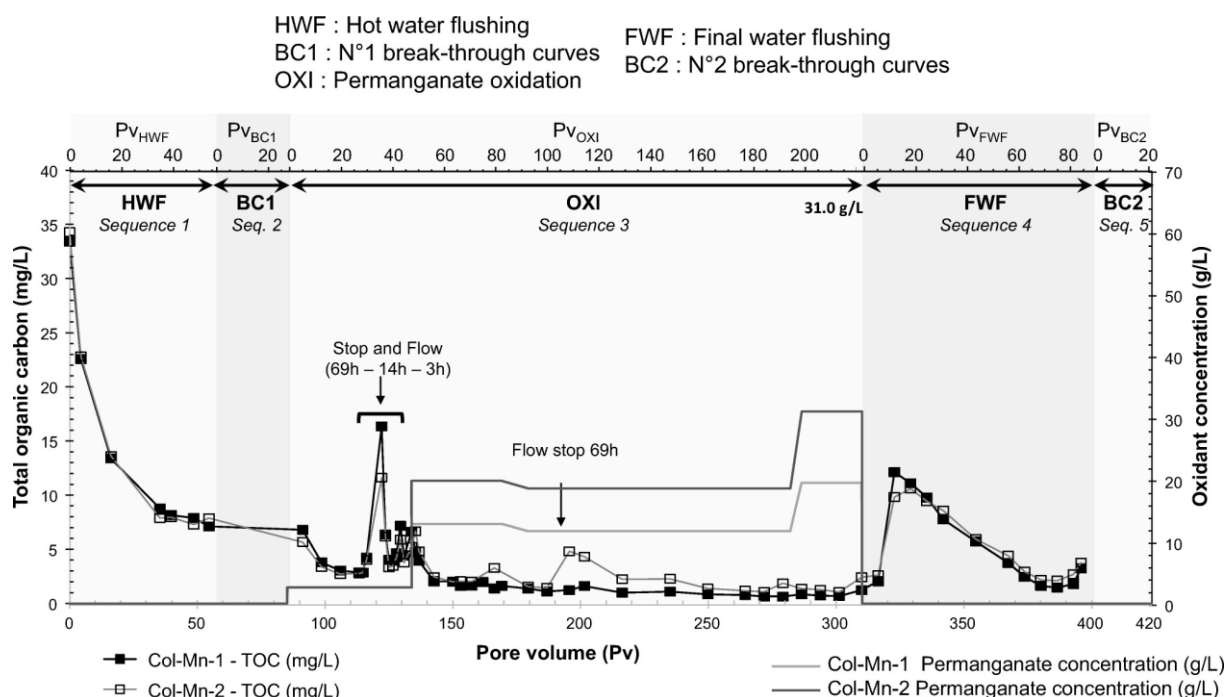 HWF : Hot water flushing
BC1 : N°1 break-through curves
OXI : Permanganate oxidation
FWF : Final water flushing
BC2 : N°2 break-through curves
Pv_HWF Pv_BC1 Pv_OXI Pv_FWF Pv_BC2
0 20 40 0 20 0 20 40 60 80 100 120 140 160 180 200 0 20 40 60 80 0 20
HWF BC1 OXI 31.0 g/L FWF BC2
Sequence 1 Seq. 2 Sequence 3 Sequence 4 Seq. 5
Total organic carbon (mg/L)
40
35
30
25
20
15
10
5
0
Stop and Flow
(69h – 14h – 3h)
Flow stop 69h
70
60
50
40
30
20
10
0
Oxidant concentration (g/L)
0 50 100 150 200 250 300 350 400 420
Pore volume (Pv)
Col-Mn-1 - TOC (mg/L)
Col-Mn-2 - TOC (mg/L)
Col-Mn-1 Permanganate concentration (g/L)
Col-Mn-2 Permanganate concentration (g/L)